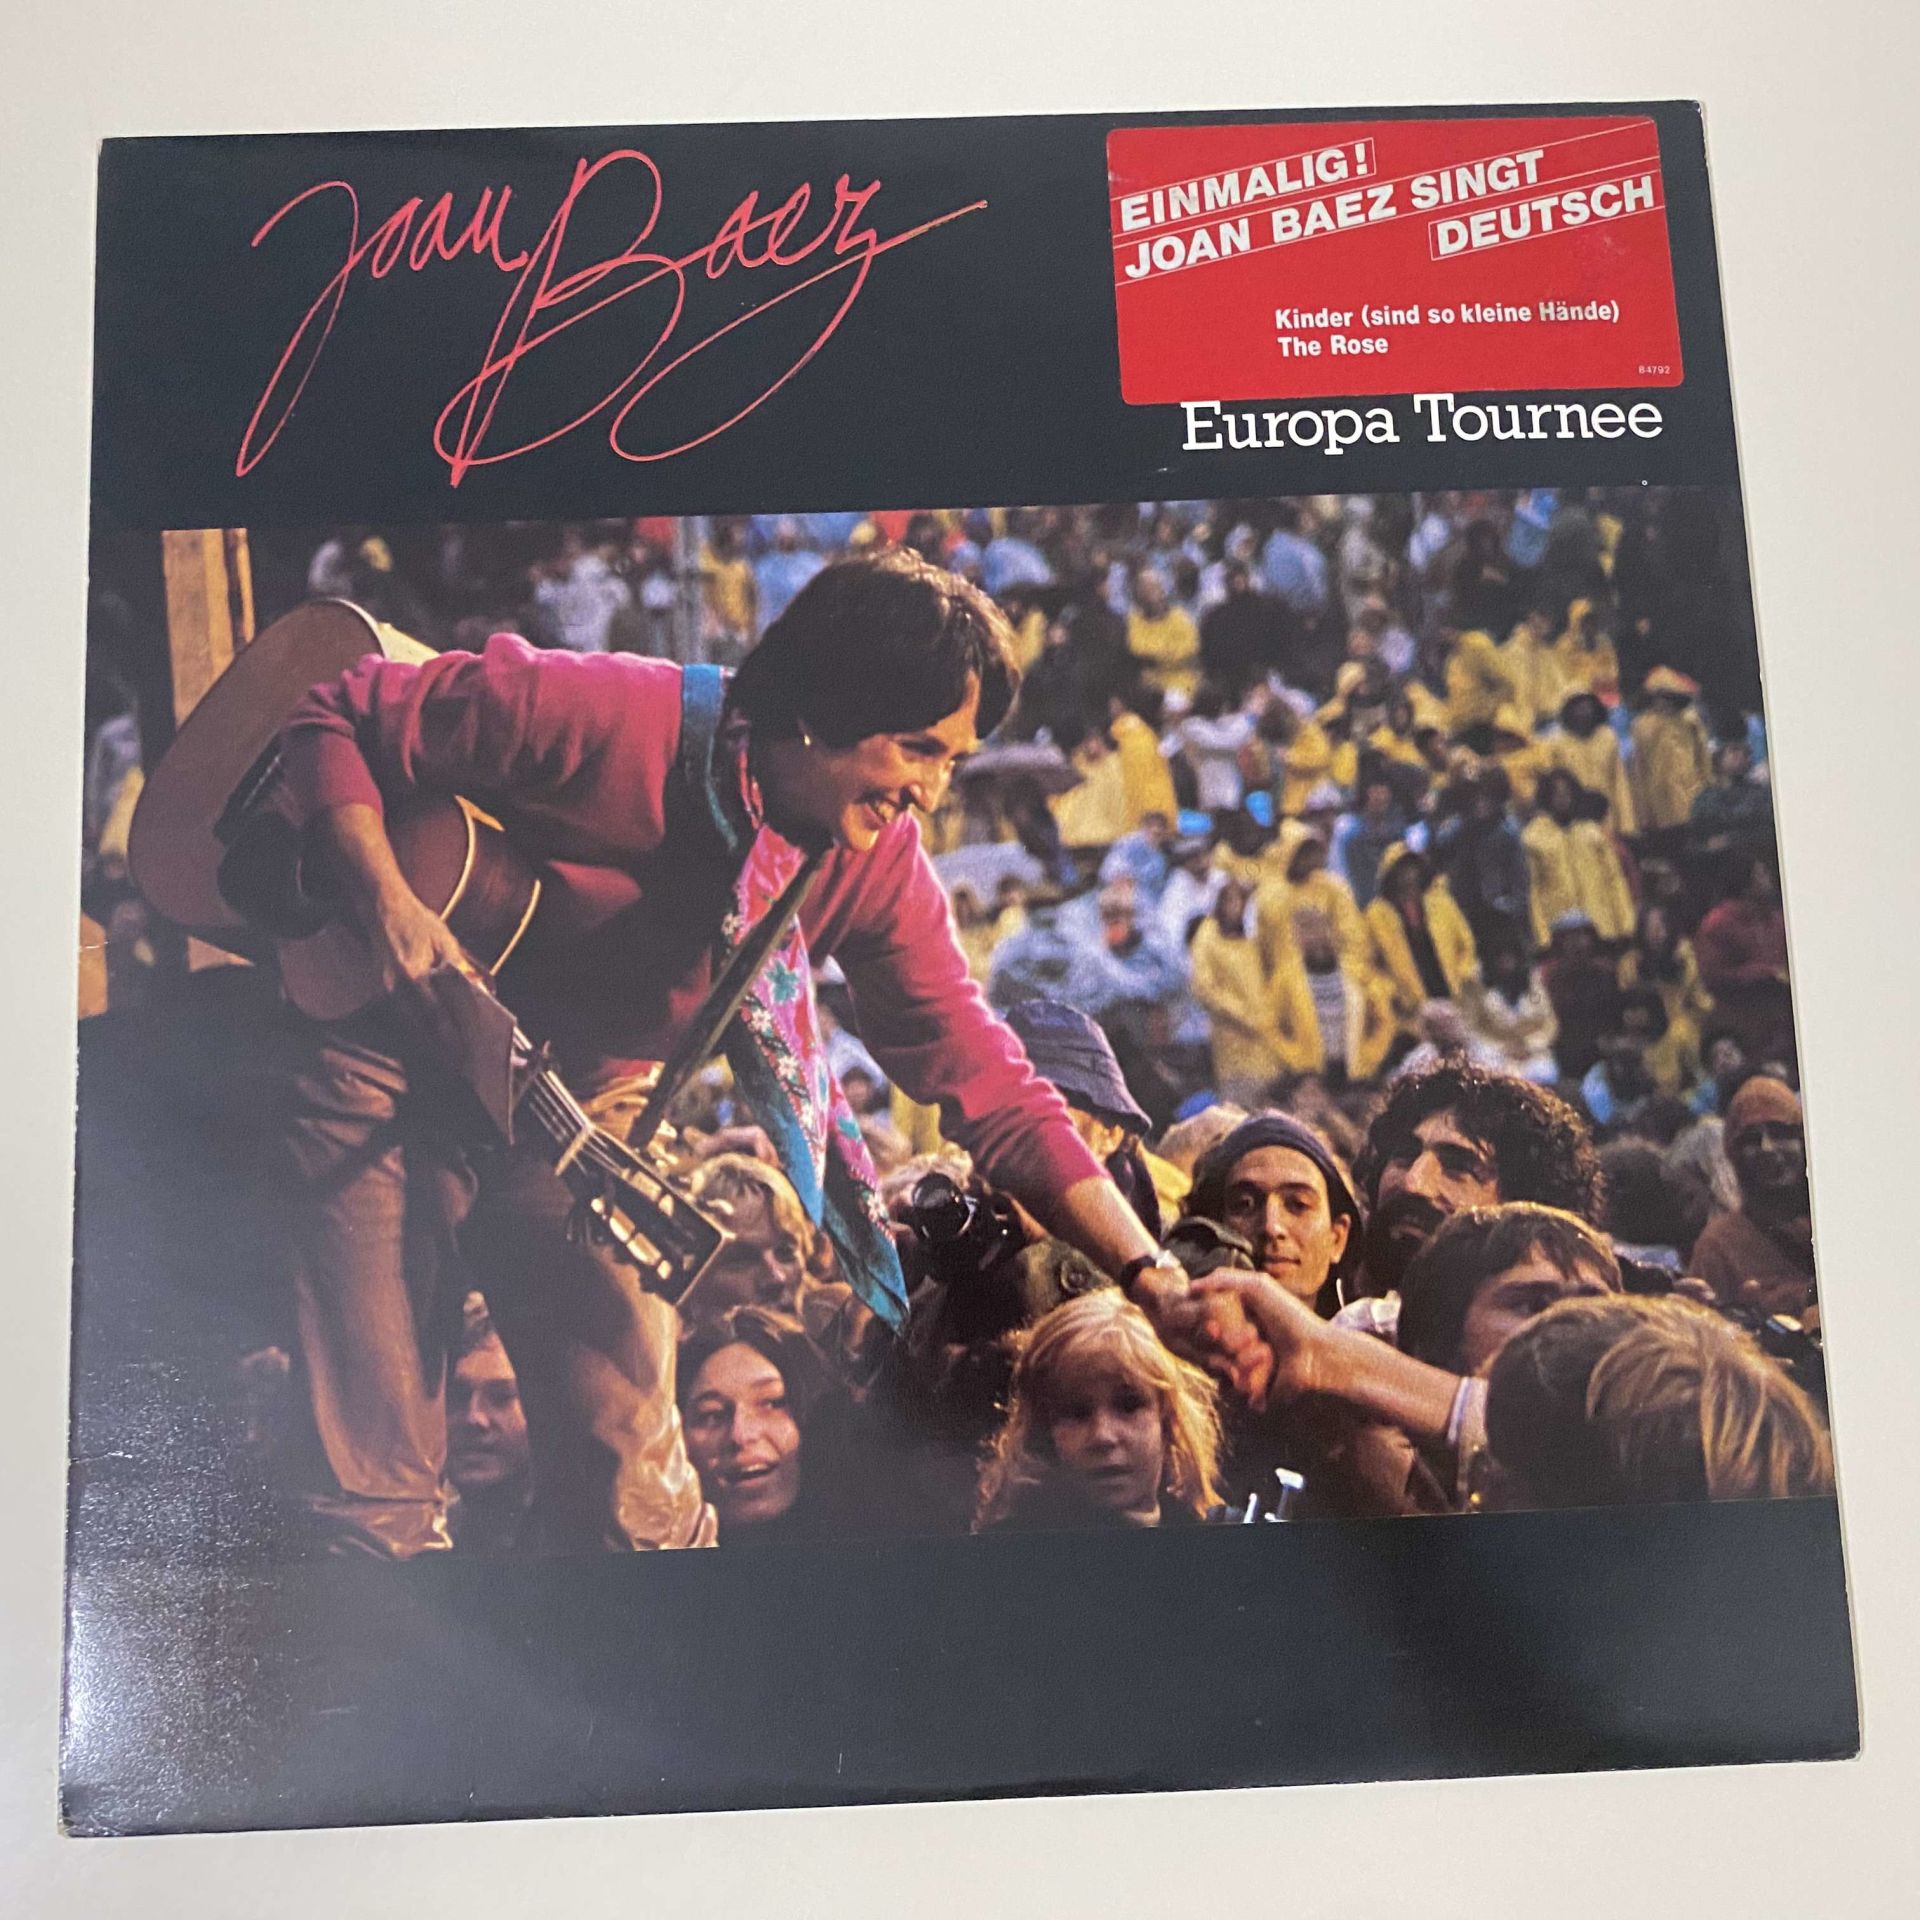 Joan Baez
EINMALIG!
JOAN BAEZ SINGT
DEUTSCH
Kinder (sind so kleine Hände)
The Rose
84792
Europa Tournee